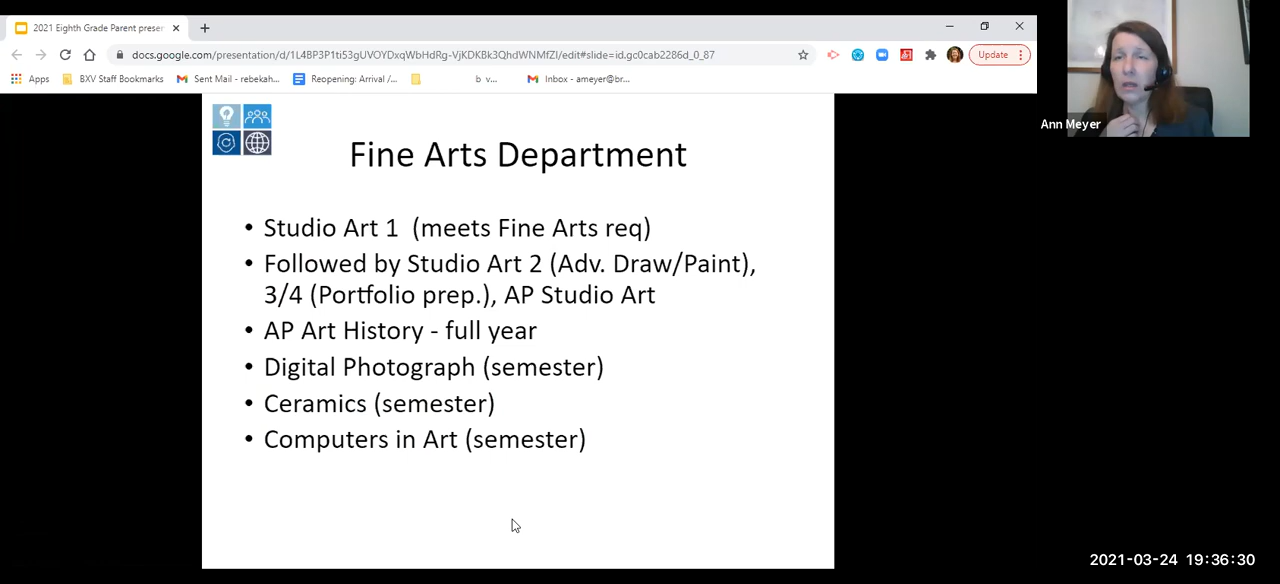 2021 Eighth Grade Parent presen
docs.google.com/presentation/d/1L4BP3P1ti53gUVOYDxqWbHdRg-VjKDKBk3QhdWNMfZI/edit#slide=id.gc0cab2286d_0_87
Update
Apps BXV Staff Bookmarks Sent Mail - rebekah... Reopening: Arrival /... b v... Inbox - ameyer@br...
Ann Meyer
Fine Arts Department
• Studio Art 1 (meets Fine Arts req)
• Followed by Studio Art 2 (Adv. Draw/Paint),
3/4 (Portfolio prep.), AP Studio Art
• AP Art History - full year
• Digital Photograph (semester)
• Ceramics (semester)
• Computers in Art (semester)
2021-03-24 19:36:30